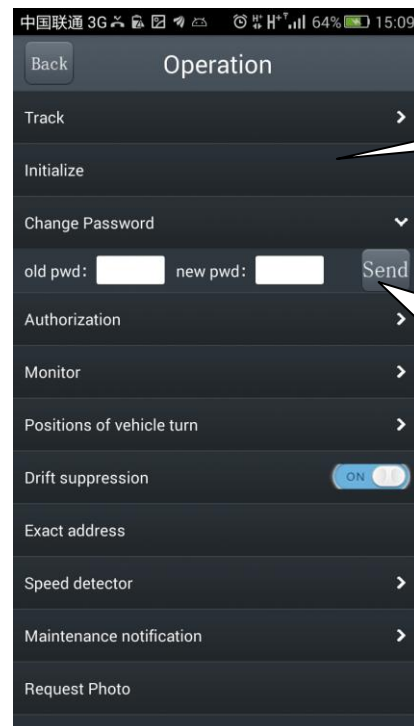 中国联通 3G 64% 15:09
Back Operation
Track
Initialize
Change Password
old pwd: new pwd: Send
Authorization
Monitor
Positions of vehicle turn
Drift suppression ON
Exact address
Speed detector
Maintenance notification
Request Photo